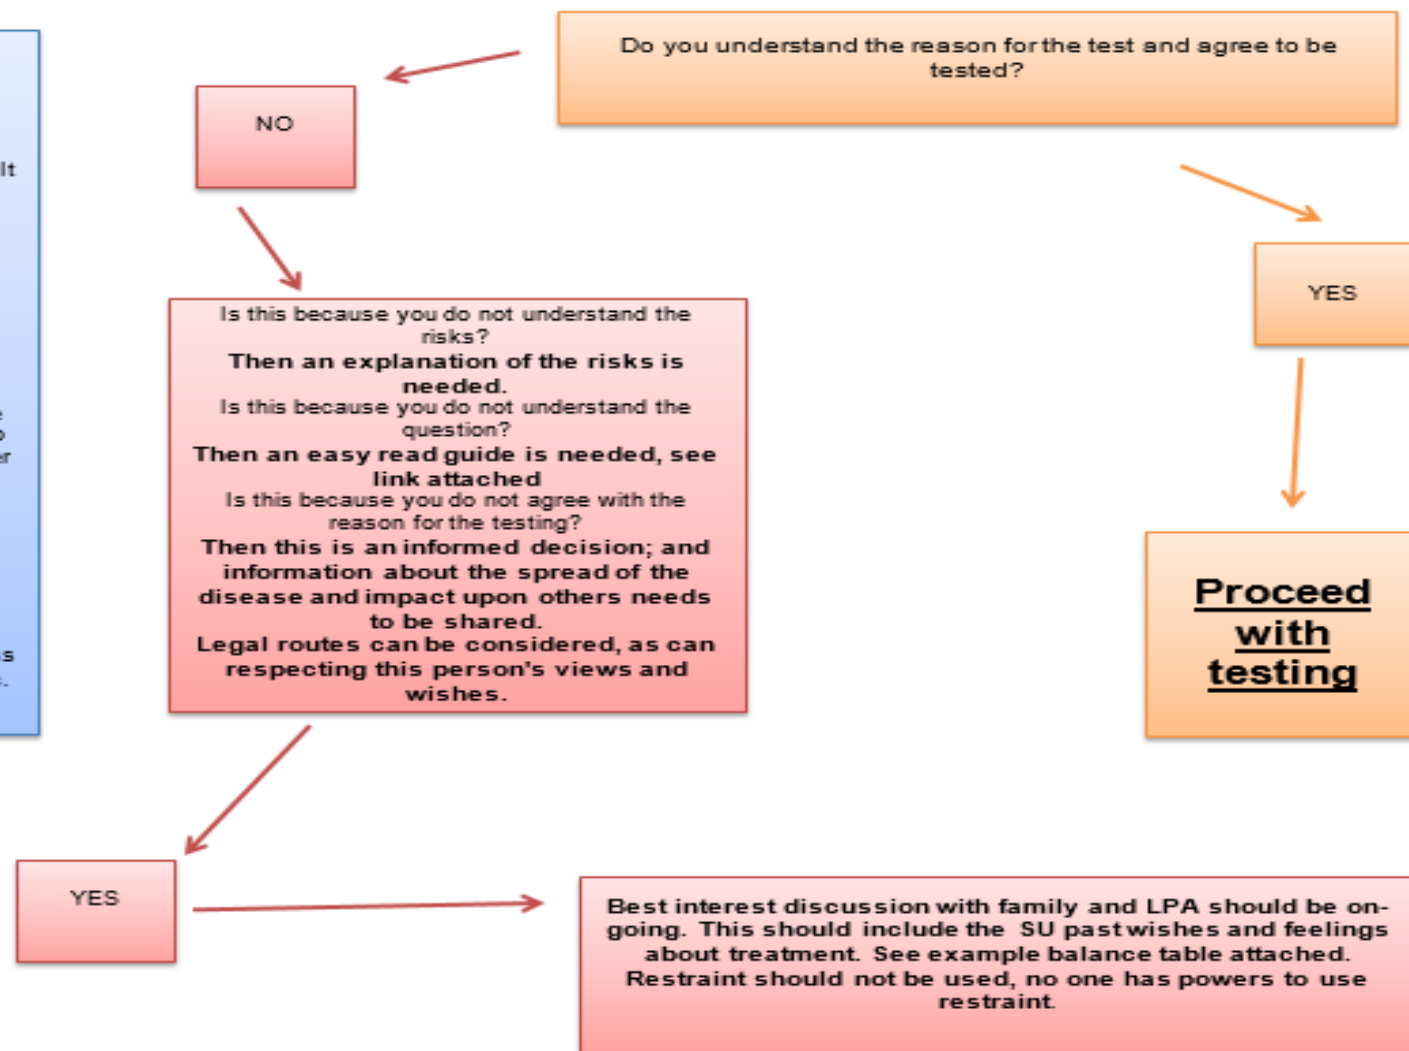 Do you understand the reason for the test and agree to be
tested?
NO
lt
YES
Is this because you do not understand the
risks?
Then an explanation of the risks is
needed.
Is this because you do not understand the
question?
Then an easy read guide is needed, see
link attached
Is this because you do not agree with the
reason for the testing?
Then this is an informed decision; and
information about the spread of the
disease and impact upon others needs
to be shared.
Legal routes can be considered, as can
respecting this person's views and
wishes.
Proceed
with
testing
YES
Best interest discussion with family and LPA should be on-
going. This should include the SU past wishes and feelings
about treatment. See example balance table attached.
Restraint should not be used, no one has powers to use
restraint.